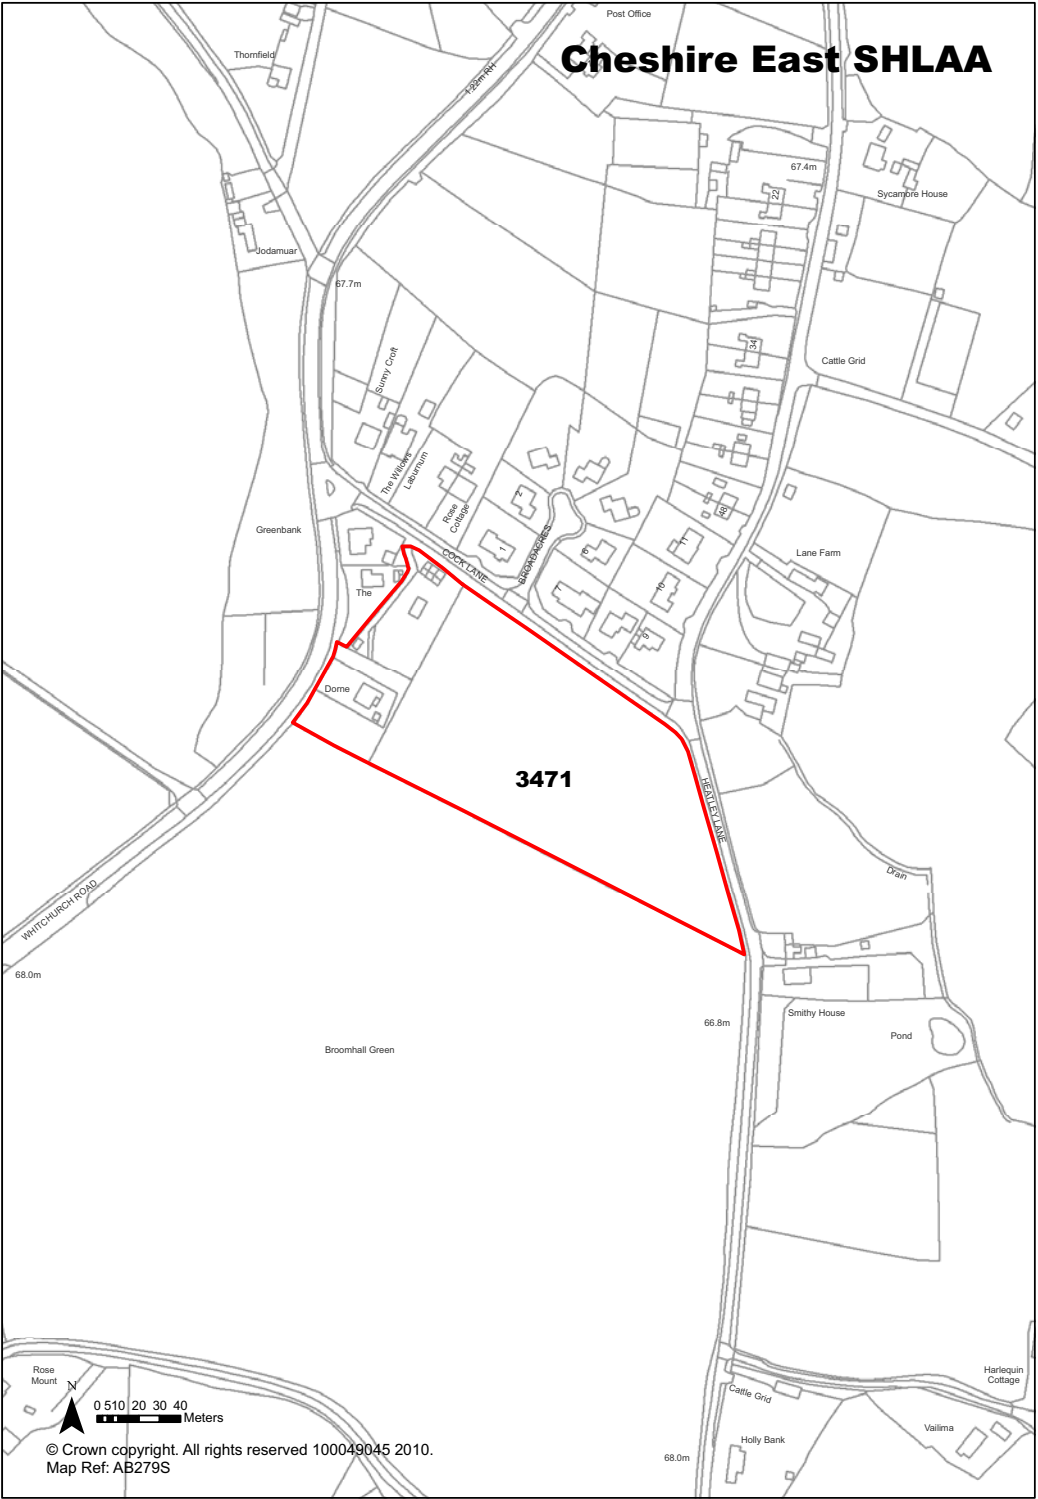 Post Office
Cheshire East SHLAA
Thornfield
1.22m RH
67.4m
22
Sycamore House
Jodamuar
67.7m
34
Cattle Grid
Sunny Croft
The Willows
Laburnum
Rose
Cottage
2
48
Greenbank
1
COCK LANE
BROADACRES
6
11
Lane Farm
The
7
10
9
Dorne
3471
HEATLEY LANE
Drain
WHITCHURCH ROAD
68.0m
Smithy House
66.8m
Pond
Broomhall Green
Rose
Mount
N
0 5 10 20 30 40
Meters
Harlequin
Cottage
Cattle Grid
Vailima
Holly Bank
68.0m
© Crown copyright. All rights reserved 100049045 2010.
Map Ref: AB279S